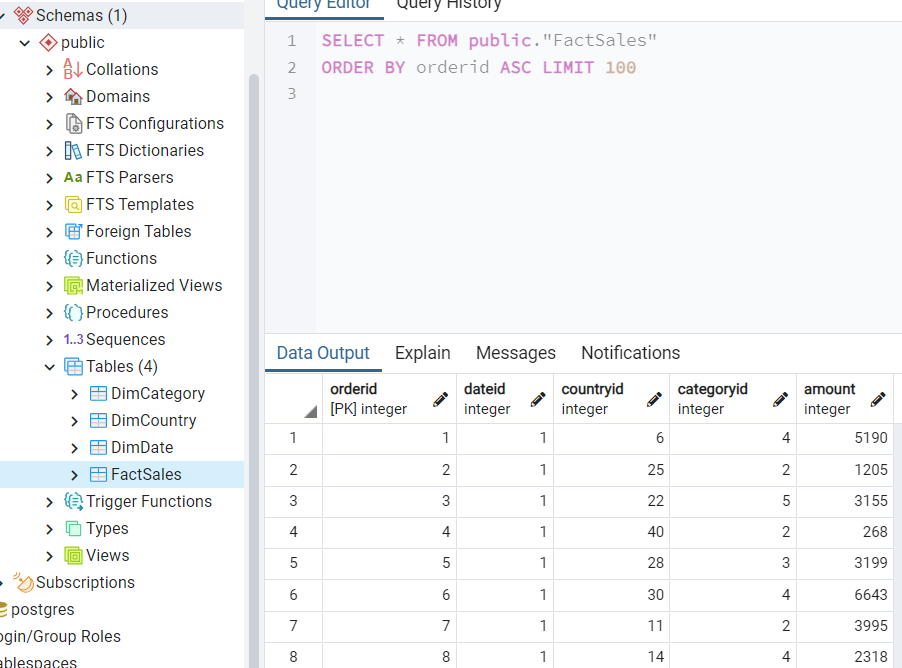 Schemas (1)
public
Collations
Domains
FTS Configurations
FTS Dictionaries
Aa FTS Parsers
FTS Templates
Foreign Tables
Functions
Materialized Views
Procedures
1..3 Sequences
Tables (4)
DimCategory
DimCountry
DimDate
FactSales
Trigger Functions
Types
Views
Subscriptions
postgres
ogin/Group Roles
ablespaces
Query Editor Query History
1 SELECT * FROM public."FactSales"
2 ORDER BY orderid ASC LIMIT 100
3
Data Output Explain Messages Notifications
orderid dateid countryid categoryid amount
[PK] integer integer integer integer integer
1 1 1 6 4 5190
2 2 1 25 2 1205
3 3 1 22 5 3155
4 4 1 40 2 268
5 5 1 28 3 3199
6 6 1 30 4 6643
7 7 1 11 2 3995
8 8 1 14 4 2318